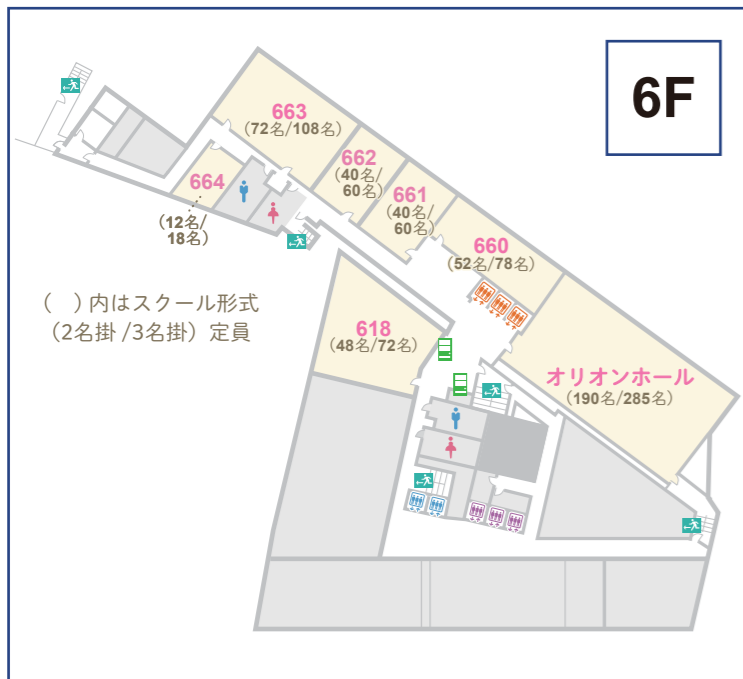 6F
663
（72名/108名）
662
（40名/
60名）
661
（40名/
60名）
664
（12名/
18名）
660
（52名/78名）
（　）内はスクール形式
（2名掛 /3名掛）定員
618
（48名/72名）
オリオンホール
（190名/285名）